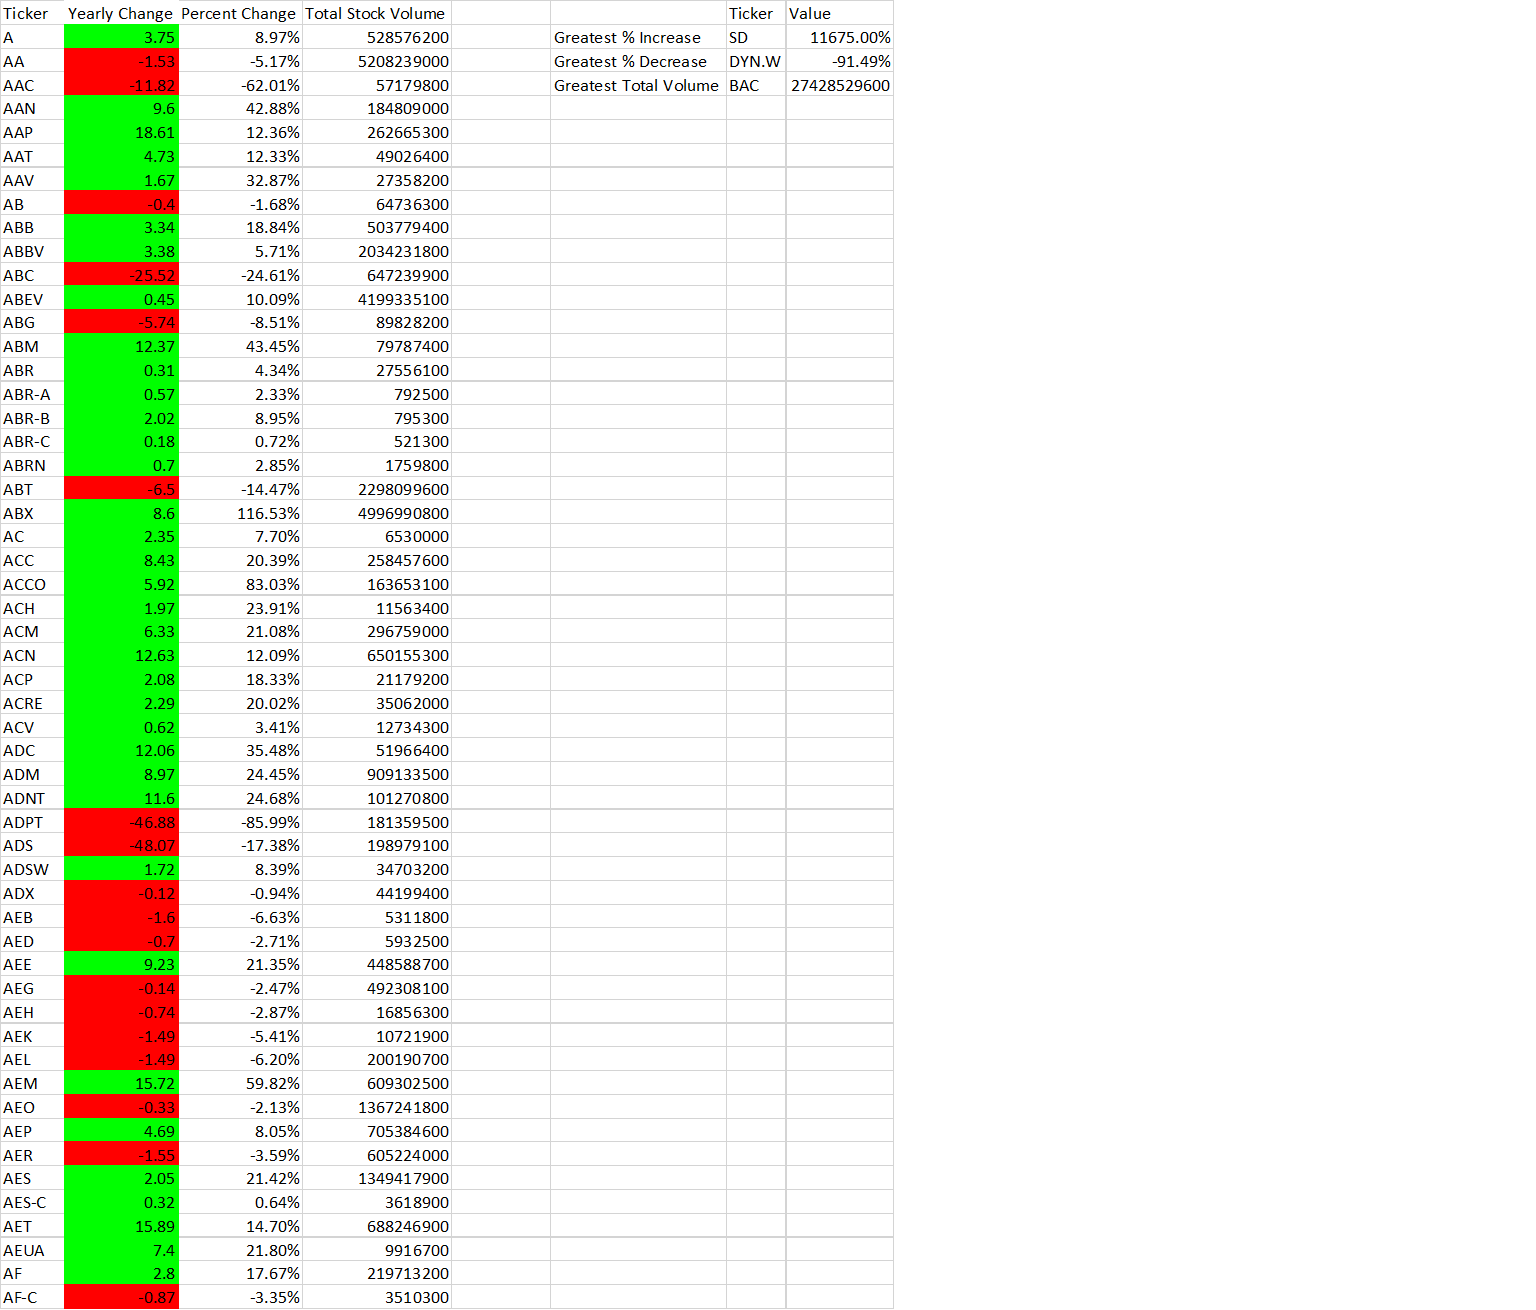 Ticker Yearly Change Percent Change Total Stock Volume Ticker Value
A 3.75 8.97% 528576200 Greatest % Increase SD 11675.00%
AA -1.53 -5.17% 5208239000 Greatest % Decrease DYN.W -91.49%
AAC -11.82 -62.01% 57179800 Greatest Total Volume BAC 27428529600
AAN 9.6 42.88% 184809000
AAP 18.61 12.36% 262665300
AAT 4.73 12.33% 49026400
AAV 1.67 32.87% 27358200
AB -0.4 -1.68% 64736300
ABB 3.34 18.84% 503779400
ABBV 3.38 5.71% 2034231800
ABC -25.52 -24.61% 647239900
ABEV 0.45 10.09% 4199335100
ABG -5.74 -8.51% 89828200
ABM 12.37 43.45% 79787400
ABR 0.31 4.34% 27556100
ABR-A 0.57 2.33% 792500
ABR-B 2.02 8.95% 795300
ABR-C 0.18 0.72% 521300
ABRN 0.7 2.85% 1759800
ABT -6.5 -14.47% 2298099600
ABX 8.6 116.53% 4996990800
AC 2.35 7.70% 6530000
ACC 8.43 20.39% 258457600
ACCO 5.92 83.03% 163653100
ACH 1.97 23.91% 11563400
ACM 6.33 21.08% 296759000
ACN 12.63 12.09% 650155300
ACP 2.08 18.33% 21179200
ACRE 2.29 20.02% 35062000
ACV 0.62 3.41% 12734300
ADC 12.06 35.48% 51966400
ADM 8.97 24.45% 909133500
ADNT 11.6 24.68% 101270800
ADPT -46.88 -85.99% 181359500
ADS -48.07 -17.38% 198979100
ADSW 1.72 8.39% 34703200
ADX -0.12 -0.94% 44199400
AEB -1.6 -6.63% 5311800
AED -0.7 -2.71% 5932500
AEE 9.23 21.35% 448588700
AEG -0.14 -2.47% 492308100
AEH -0.74 -2.87% 16856300
AEK -1.49 -5.41% 10721900
AEL -1.49 -6.20% 200190700
AEM 15.72 59.82% 609302500
AEO -0.33 -2.13% 1367241800
AEP 4.69 8.05% 705384600
AER -1.55 -3.59% 605224000
AES 2.05 21.42% 1349417900
AES-C 0.32 0.64% 3618900
AET 15.89 14.70% 688246900
AEUA 7.4 21.80% 9916700
AF 2.8 17.67% 219713200
AF-C -0.87 -3.35% 3510300